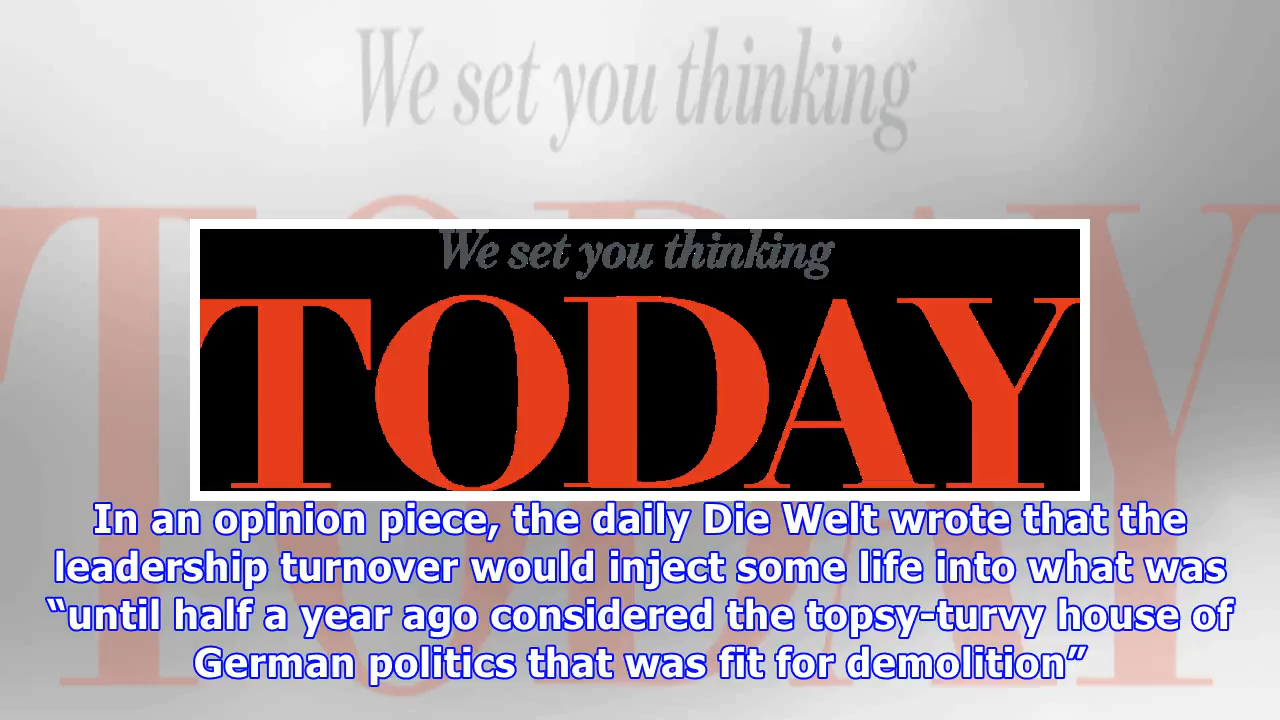 We set you thinking
TODAY
We set you thinking
TODAY
In an opinion piece, the daily Die Welt wrote that the
leadership turnover would inject some life into what was
“until half a year ago considered the topsy-turvy house of
German politics that was fit for demolition”